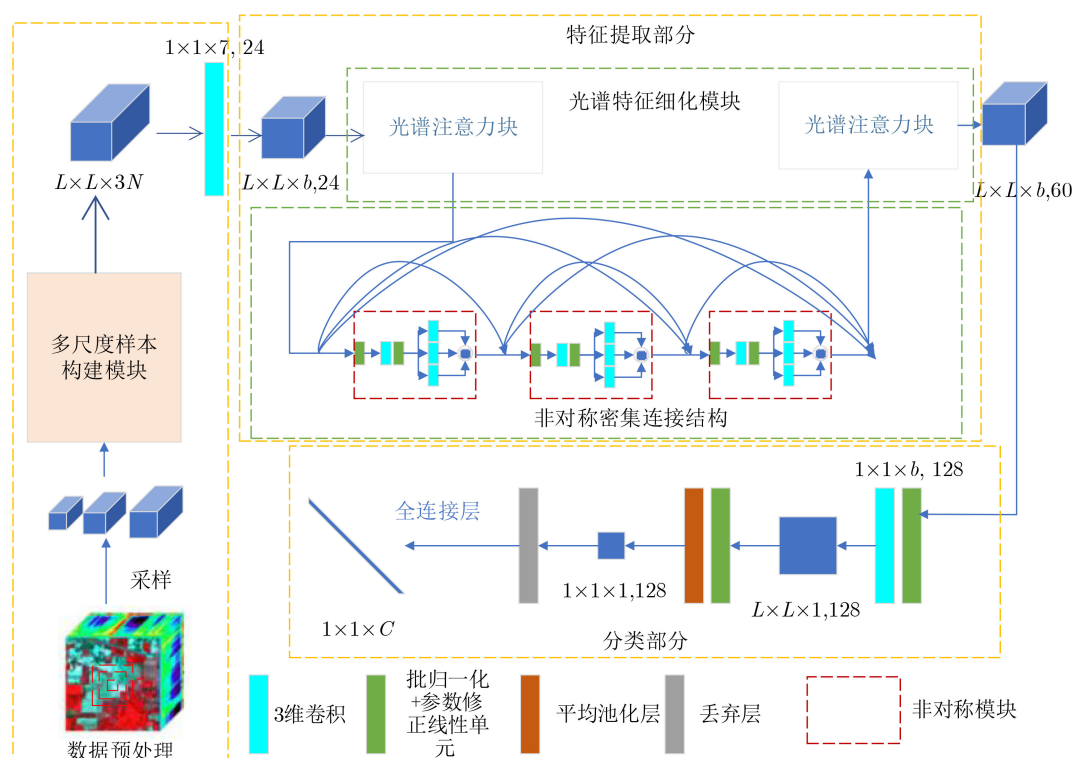 特征提取部分
1×1×7, 24
光谱特征细化模块
光谱注意力块
光谱注意力块
L×L×3N
L×L×b,24
L×L×b,60
多尺度样本
构建模块
非对称密集连接结构
1×1×b, 128
全连接层
采样
1×1×1,128
L×L×1,128
1×1×C
分类部分
批归一化
+参数修
正线性单
元
3维卷积
平均池化层
丢弃层
非对称模块
数据预处理